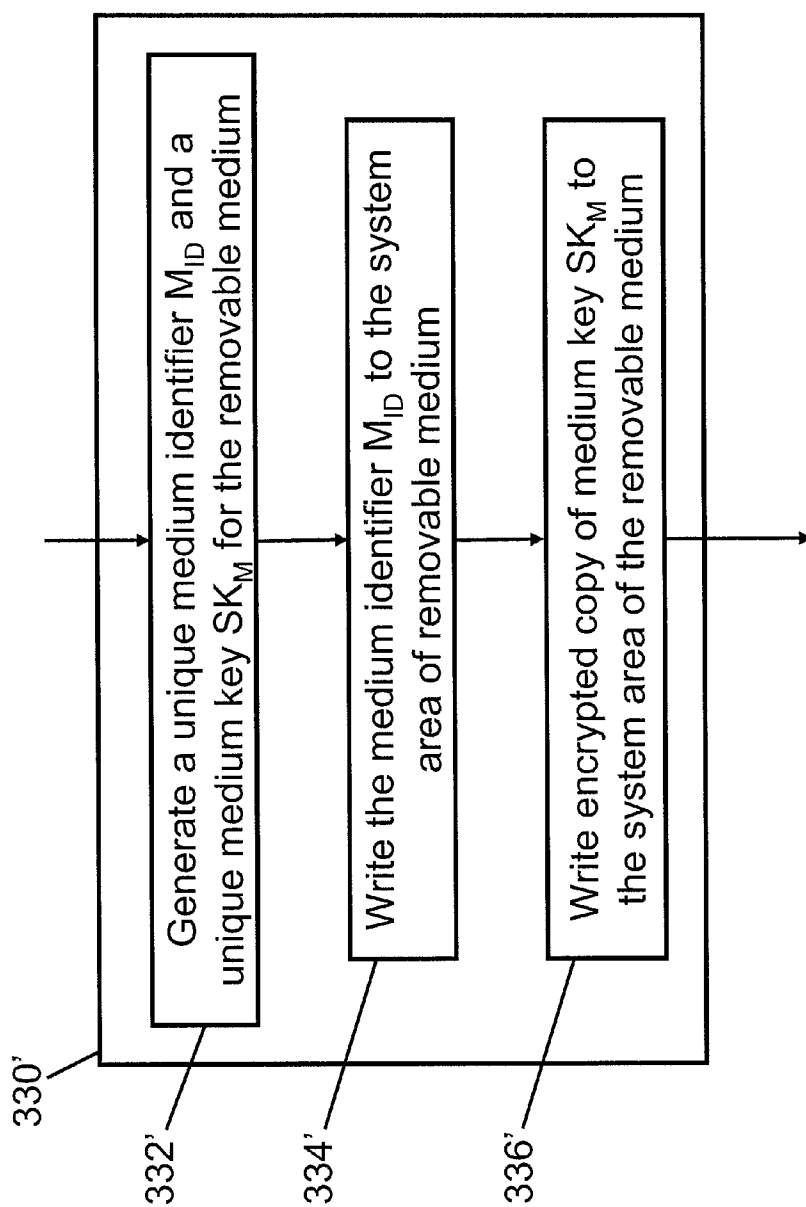 330'
332'
Generate a unique medium identifier M_ID and a
unique medium key SK_M for the removable medium
334'
Write the medium identifier M_ID to the system
area of removable medium
336'
Write encrypted copy of medium key SK_M to
the system area of the removable medium